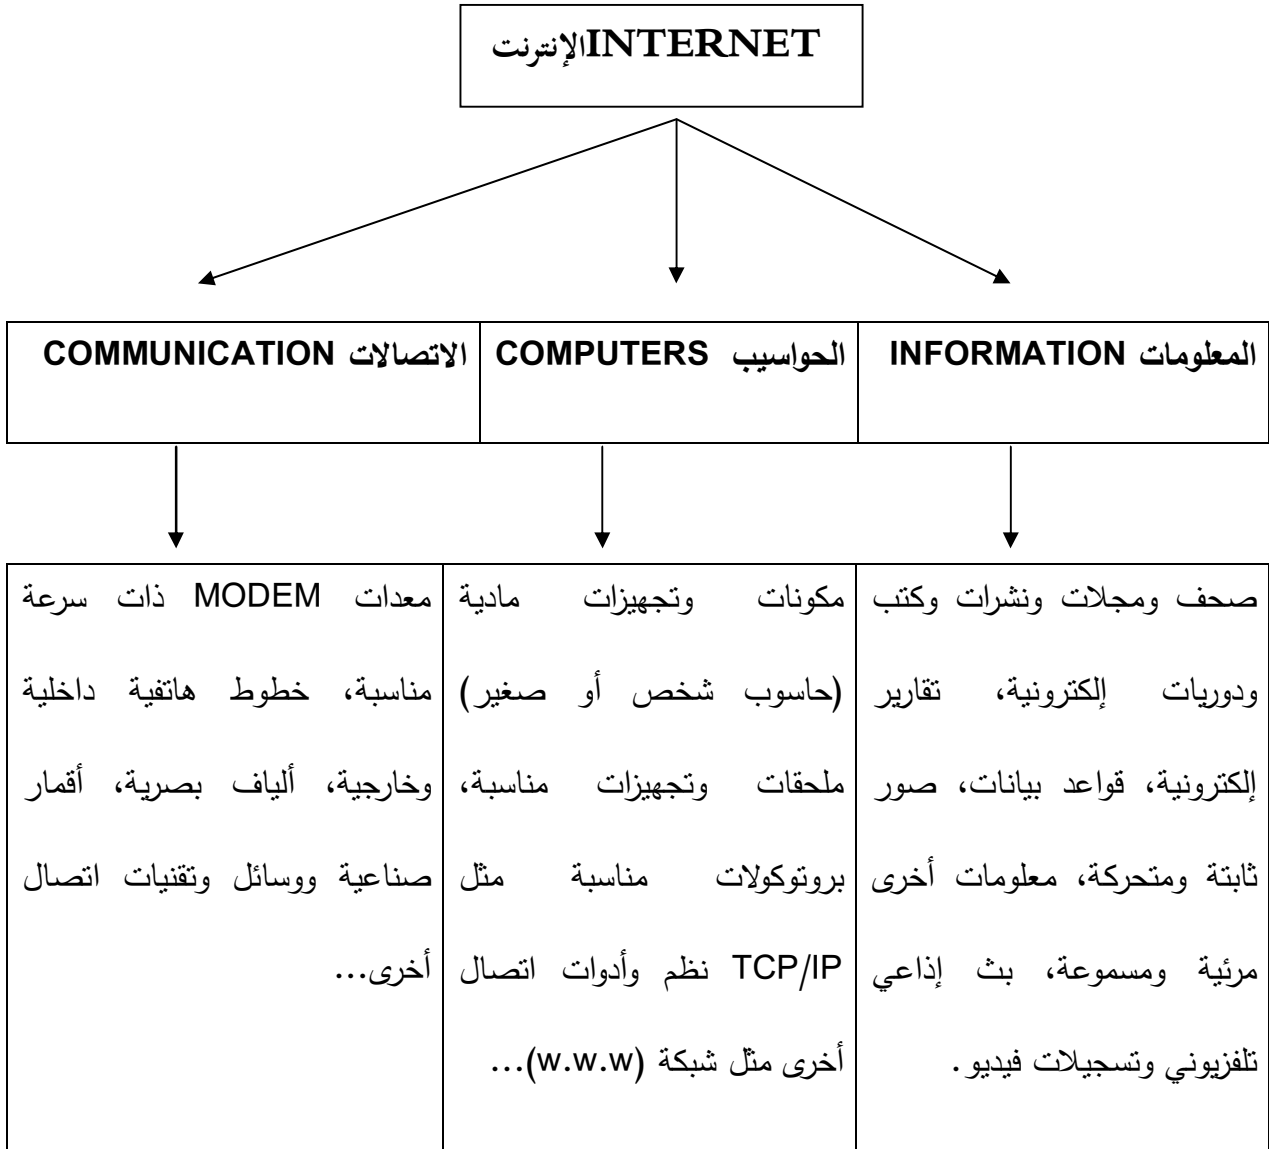 INTERNETالإنترنت
المعلومات INFORMATION
الحواسيب COMPUTERS
الاتصالات COMMUNICATION
صحف ومجلات ونشرات وكتب
ودوريات إلكترونية، تقارير
إلكترونية، قواعد بيانات، صور
ثابتة ومتحركة، معلومات أخرى
مرئية ومسموعة، بث إذاعي
تلفزيوني وتسجيلات فيديو.
مكونات وتجهيزات مادية
(حاسوب شخص أو صغير)
ملحقات وتجهيزات مناسبة،
بروتوكولات مناسبة مثل
TCP/IP نظم وأدوات اتصال
أخرى مثل شبكة (w.w.w)...
معدات MODEM ذات سرعة
مناسبة، خطوط هاتفية داخلية
وخارجية، ألياف بصرية، أقمار
صناعية ووسائل وتقنيات اتصال
أخرى...